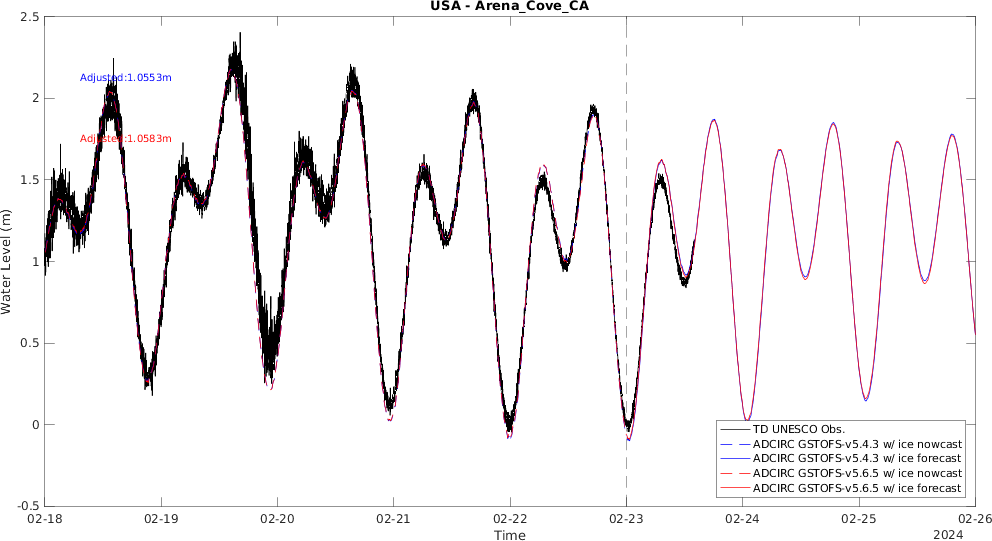 USA - Arena_Cove_CA
2.5
2
1.5
1
0.5
0
-0.5
Water Level (m)
Adjusted:1.0553m
Adjusted:1.0583m
TD UNESCO Obs.
ADCIRC GSTOFS-v5.4.3 w/ ice nowcast
ADCIRC GSTOFS-v5.4.3 w/ ice forecast
ADCIRC GSTOFS-v5.6.5 w/ ice nowcast
ADCIRC GSTOFS-v5.6.5 w/ ice forecast
02-18 02-19 02-20 02-21 02-22 02-23 02-24 02-25 02-26
Time
2024